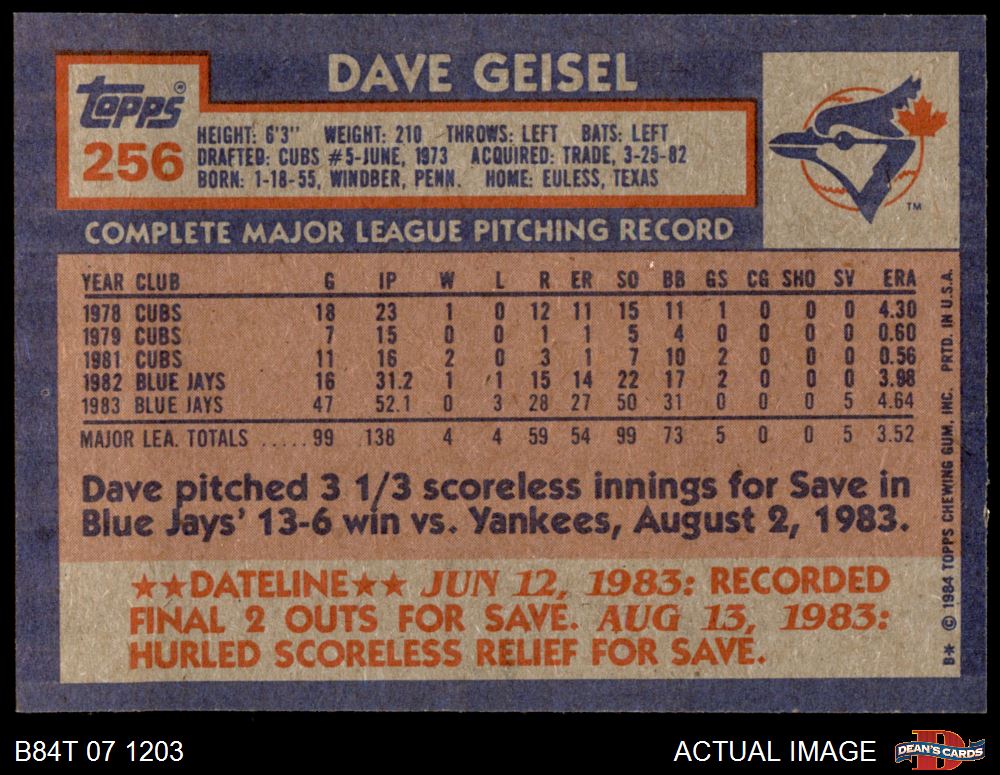 DAVE GEISEL
TOPPS®
256
HEIGHT: 6'3" WEIGHT: 210 THROWS: LEFT BATS: LEFT
DRAFTED: CUBS #5-JUNE, 1973 ACQUIRED: TRADE, 3-25-82
BORN: 1-18-55, WINDBER, PENN. HOME: EULESS, TEXAS
TM
COMPLETE MAJOR LEAGUE PITCHING RECORD
YEAR CLUB G IP W L R ER SO BB GS CG SHO SV ERA
1978 CUBS 18 23 1 0 12 11 15 11 1 0 0 0 4.30
1979 CUBS 7 15 0 0 1 1 5 4 0 0 0 0 0.60
1981 CUBS 11 16 2 0 3 1 7 10 2 0 0 0 0.56
1982 BLUE JAYS 16 31.2 1 1 15 14 22 17 2 0 0 0 3.98
1983 BLUE JAYS 47 52.1 0 3 28 27 50 31 0 0 0 5 4.64
MAJOR LEA. TOTALS ..... 99 138 4 4 59 54 99 73 5 0 0 5 3.52
Dave pitched 3 1/3 scoreless innings for Save in
Blue Jays' 13-6 win vs. Yankees, August 2, 1983.
★★DATELINE★★ JUN 12, 1983: RECORDED
FINAL 2 OUTS FOR SAVE. AUG 13, 1983:
HURLED SCORELESS RELIEF FOR SAVE.
B* © 1984 TOPPS CHEWING GUM, INC. PRTD. IN U.S.A.
B84T 07 1203
ACTUAL IMAGE
D
DEAN'S CARDS